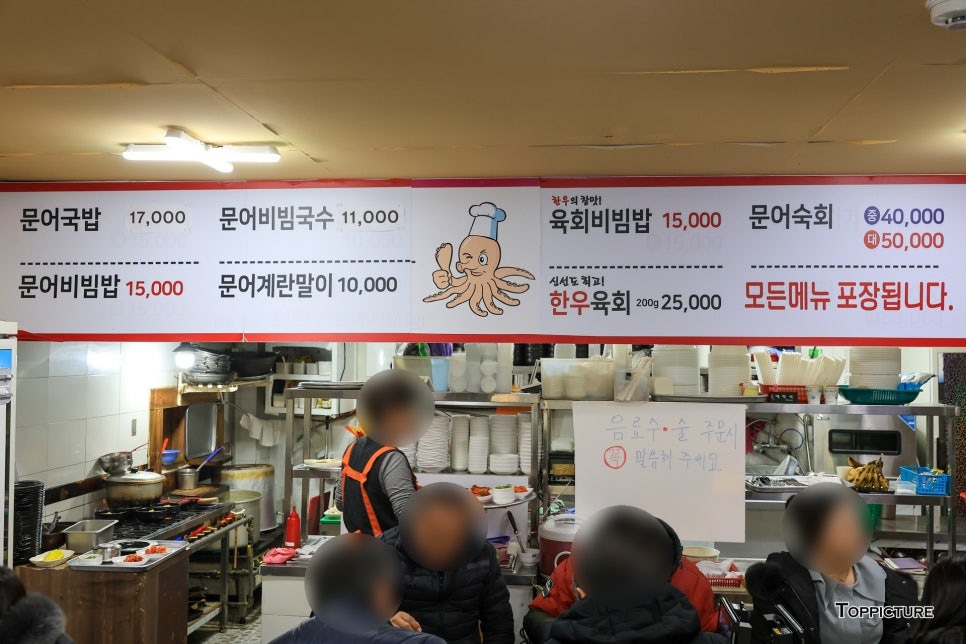 문어국밥 17,000
문어비빔밥 15,000
문어비빔국수 11,000
문어계란말이 10,000
한우의 참맛!
육회비빔밥 15,000
신선도 최고!
한우육회 200g 25,000
문어숙회 중 40,000
대 50,000
모든메뉴 포장됩니다.
음료수·술 주문시
꼭 말씀해 주세요
TOPPICTURE